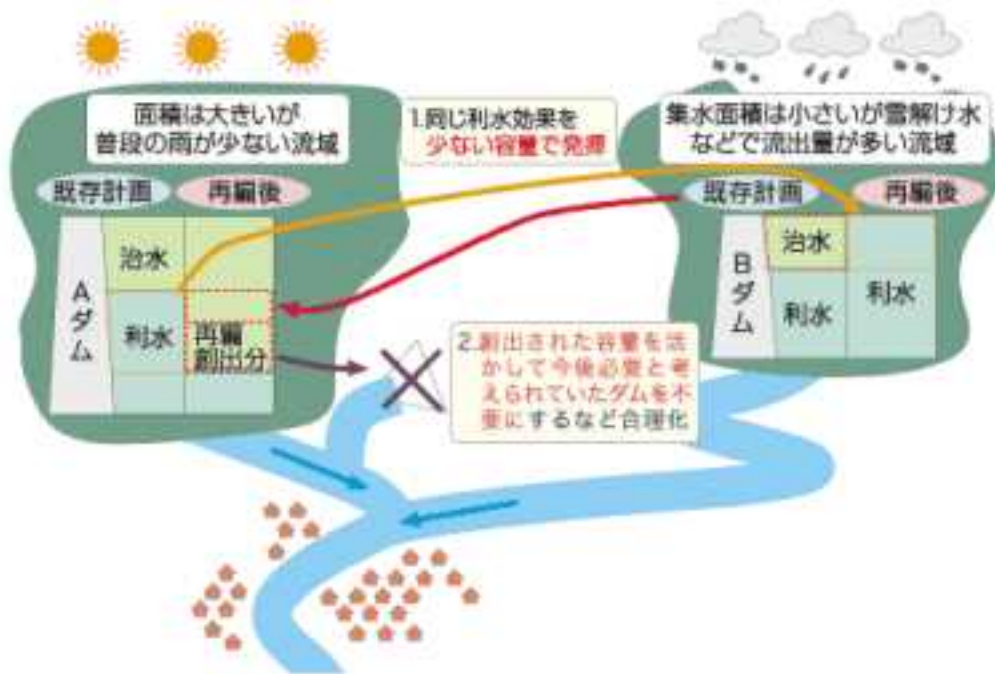 面積は大きいが
普段の雨が少ない流域
既存計画
再編後
Aダム
治水
利水
再編
創出分
1.同じ利水効果を
少ない容量で発現
集水面積は小さいが雪解け水
などで流出量が多い流域
既存計画
再編後
Bダム
治水
利水
利水
2.創出された容量を活
かして今後必要と考
えられていたダムを不
要にするなど合理化